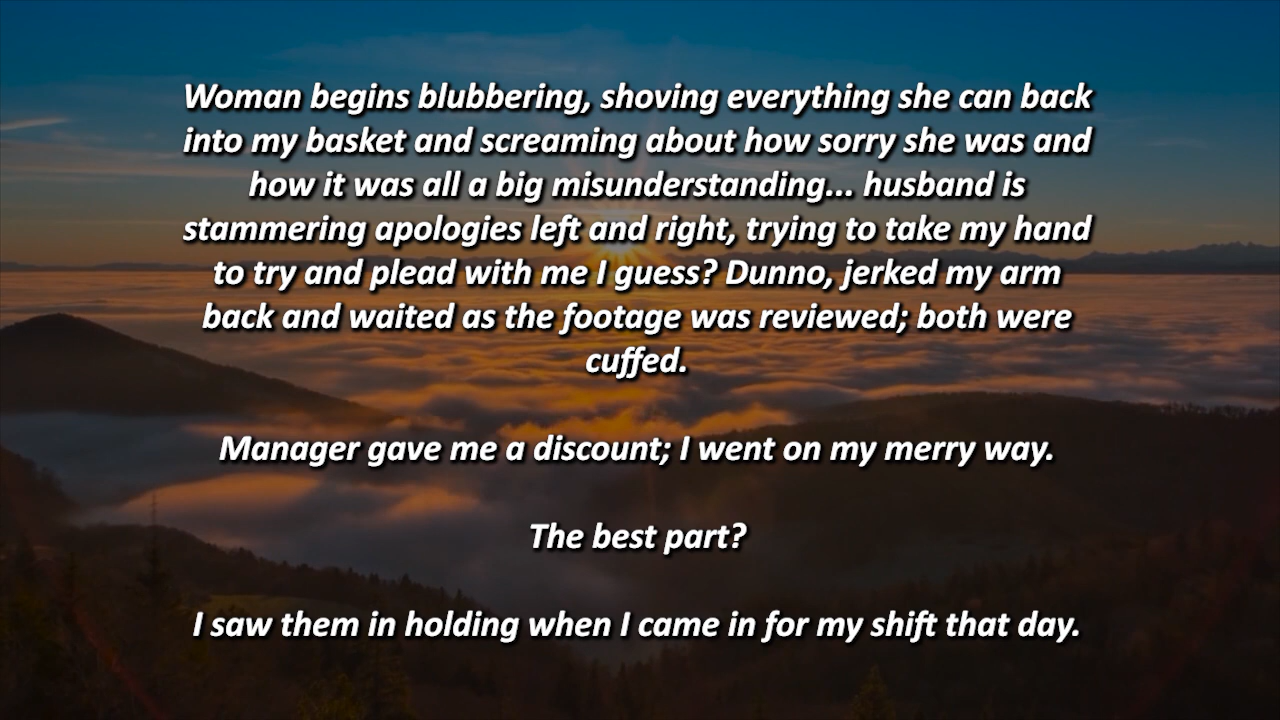 Woman begins blubbering, shoving everything she can back
into my basket and screaming about how sorry she was and
how it was all a big misunderstanding... husband is
stammering apologies left and right, trying to take my hand
to try and plead with me I guess? Dunno, jerked my arm
back and waited as the footage was reviewed; both were
cuffed.
Manager gave me a discount; I went on my merry way.
The best part?
I saw them in holding when I came in for my shift that day.